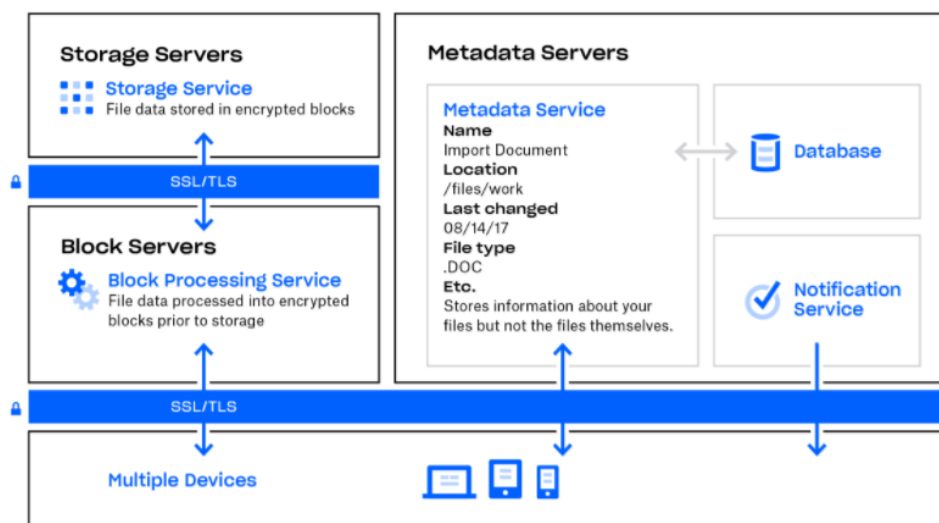 Storage Servers
Storage Service
File data stored in encrypted blocks
SSL/TLS
Block Servers
Block Processing Service
File data processed into encrypted
blocks prior to storage
Metadata Servers
Metadata Service
Name
Import Document
Location
/files/work
Last changed
08/14/17
File type
.DOC
Etc.
Stores information about your
files but not the files themselves.
Database
Notification
Service
SSL/TLS
Multiple Devices